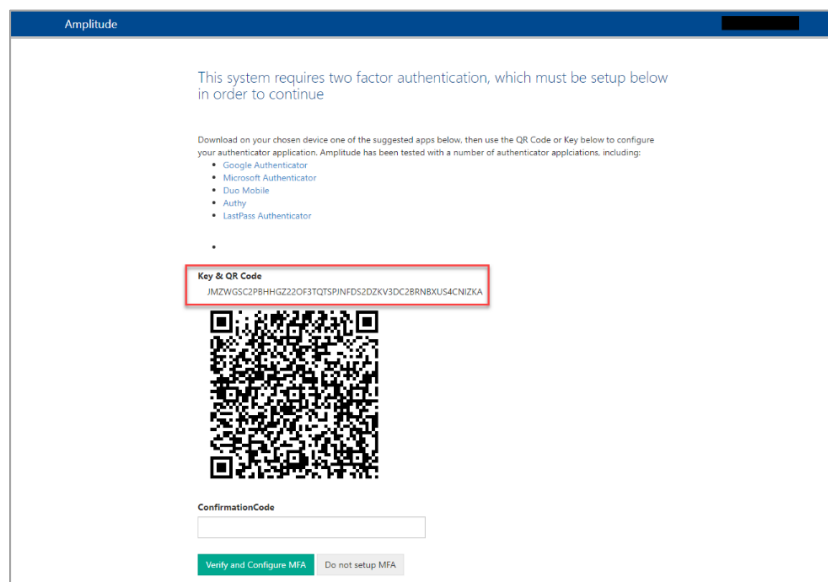 Amplitude
This system requires two factor authentication, which must be setup below
in order to continue
Download on your chosen device one of the suggested apps below, then use the QR Code or Key below to configure
your authenticator application. Amplitude has been tested with a number of authenticator applciations, including:
Google Authenticator
Microsoft Authenticator
Duo Mobile
Authy
LastPass Authenticator
Key & QR Code
JMZWGSC2PBHHGZ22OF3TQTSPJNFDS2DZKV3DC2BRNBXUS4CNIZKA
ConfirmationCode
Verify and Configure MFA Do not setup MFA